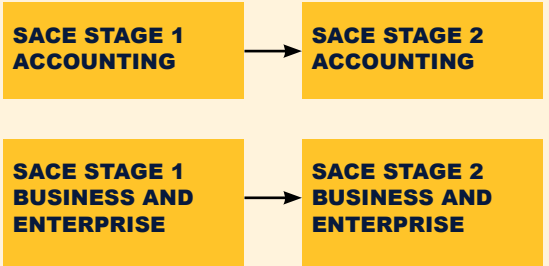 SACE STAGE 1
ACCOUNTING
SACE STAGE 2
ACCOUNTING
SACE STAGE 1
BUSINESS AND
ENTERPRISE
SACE STAGE 2
BUSINESS AND
ENTERPRISE